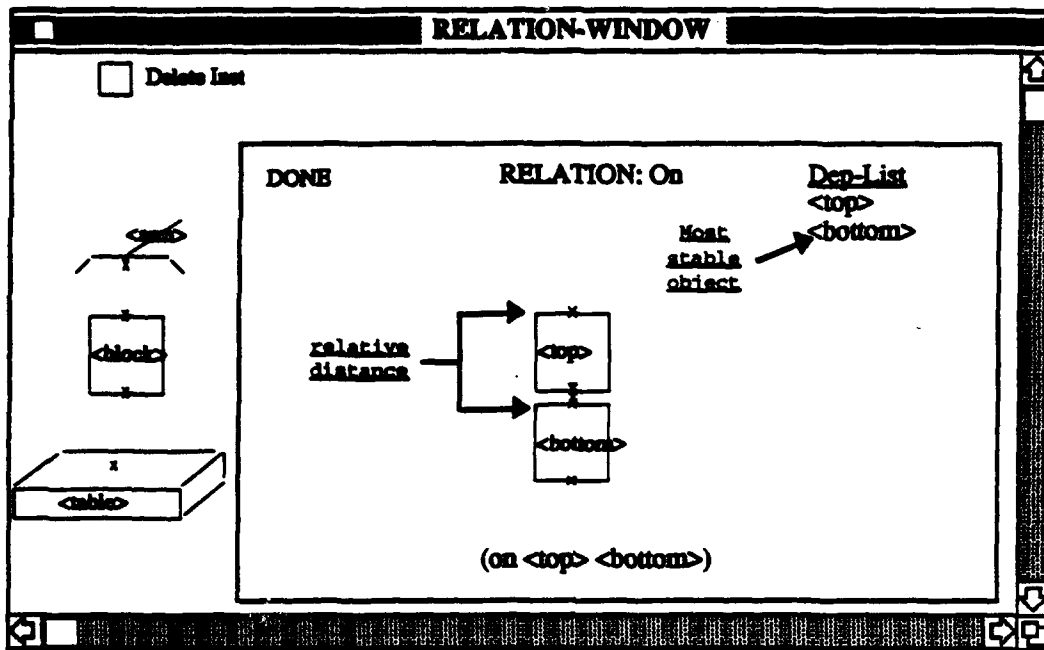 RELATION-WINDOW
Delete Inst
DONE
RELATION: On
Dep-List
<top>
<bottom>
Most
stable
object
relative
distance
<top>
<bottom>
<block>
x
<table>
(on <top> <bottom>)